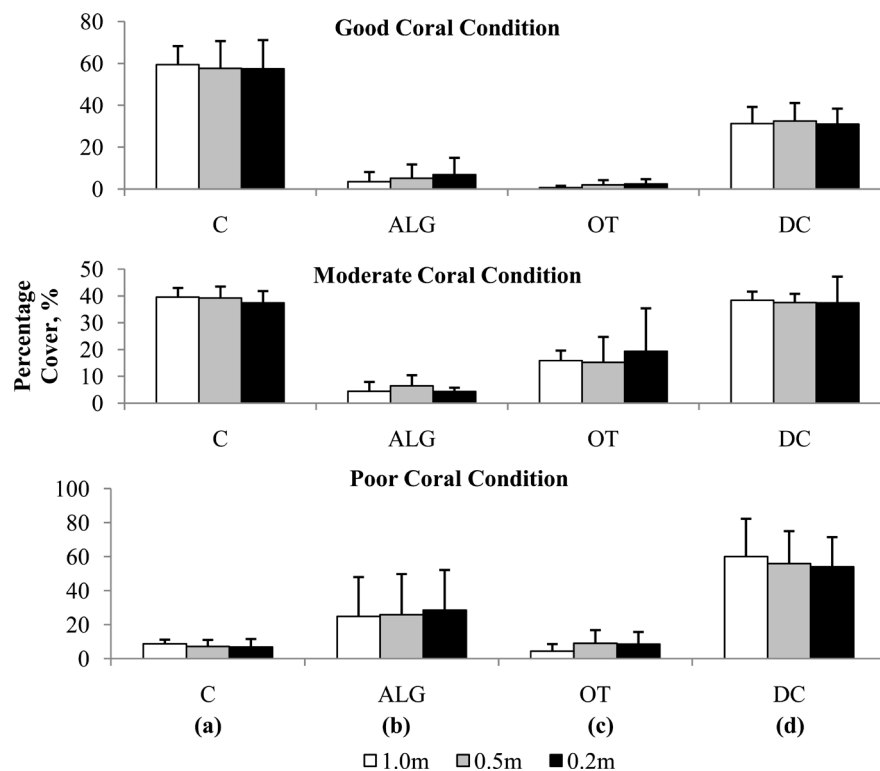 Good Coral Condition
80
60
40
20
0
C ALG OT DC
Moderate Coral Condition
Percentage
Cover, %
50
40
30
20
10
0
C ALG OT DC
Poor Coral Condition
100
80
60
40
20
0
C ALG OT DC
(a) (b) (c) (d)
1.0m 0.5m 0.2m